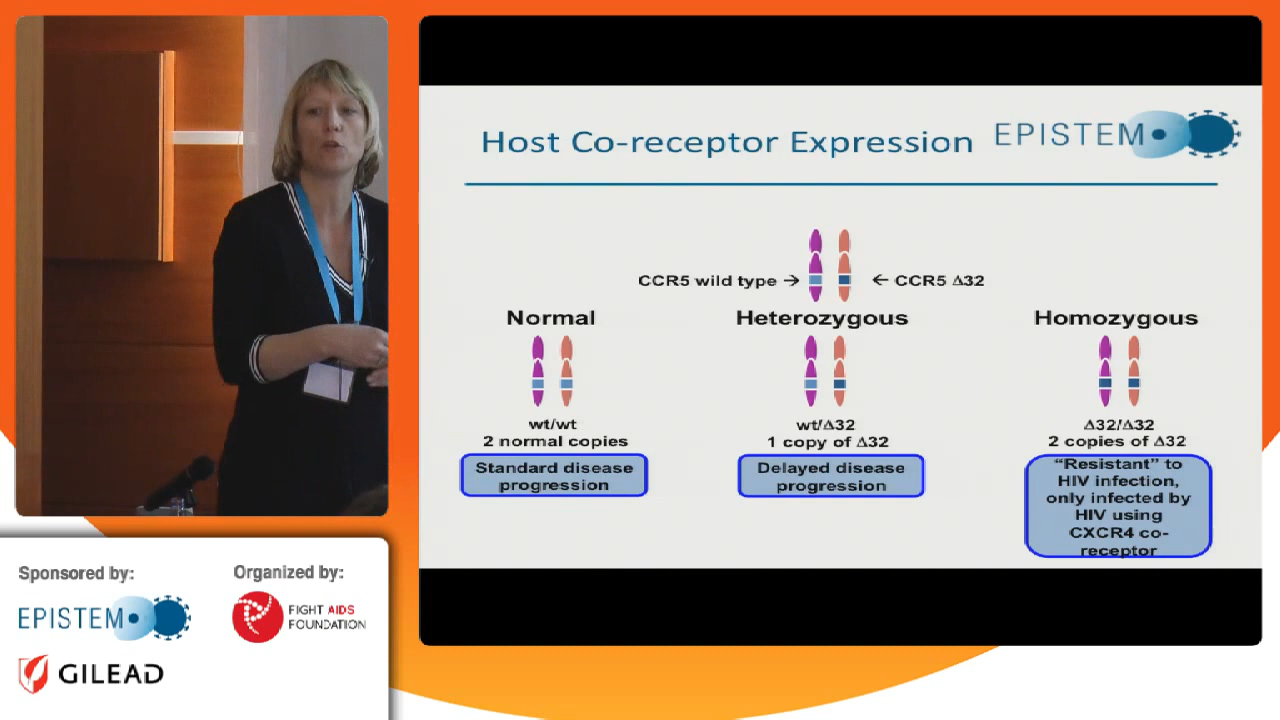 Host Co-receptor Expression
EPISTEM
CCR5 wild type →
← CCR5 Δ32
Normal
Heterozygous
Homozygous
wt/wt
2 normal copies
wt/Δ32
1 copy of Δ32
Δ32/Δ32
2 copies of Δ32
Standard disease
progression
Delayed disease
progression
“Resistant” to
HIV infection,
only infected by
HIV using
CXCR4 co-
receptor
Sponsored by:
EPISTEM
GILEAD
Organized by:
FIGHT AIDS
FOUNDATION